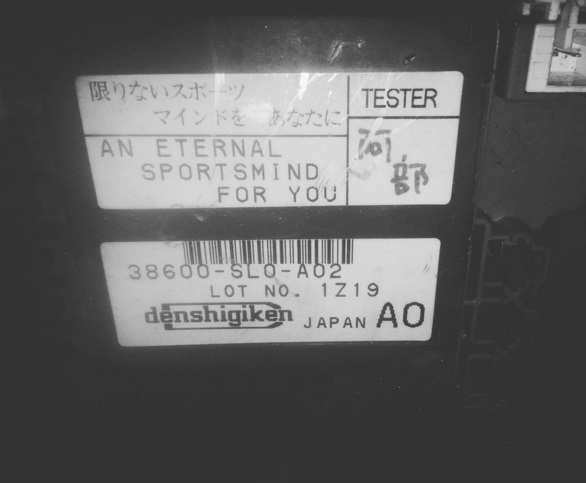 限りないスポーツ
マインドを あなたに
AN ETERNAL
SPORTSMIND
FOR YOU
TESTER
阿部
38600-SL0-A02
LOT NO. 1Z19
denshigiken JAPAN A0